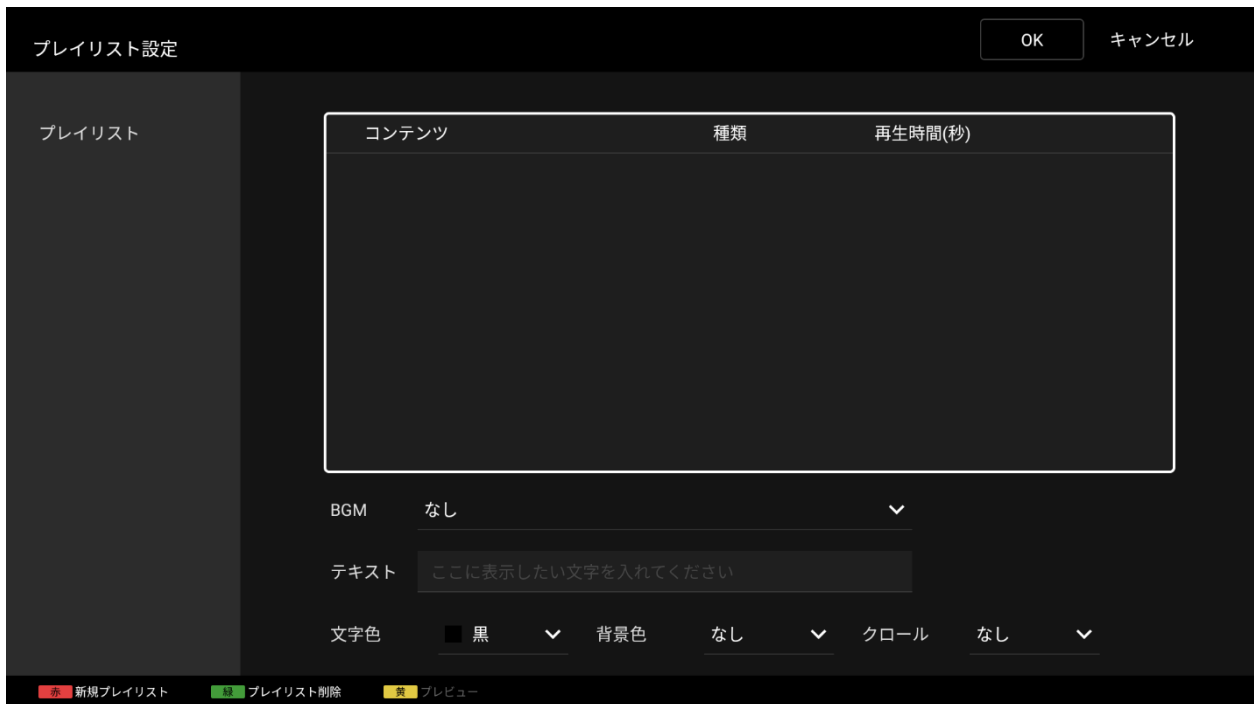 プレイリスト設定
OK キャンセル
プレイリスト
コンテンツ 種類 再生時間(秒)
BGM なし
テキスト ここに表示したい文字を入れてください
文字色 黒 背景色 なし クロール なし
赤 新規プレイリスト 緑 プレイリスト削除 黄 プレビュー